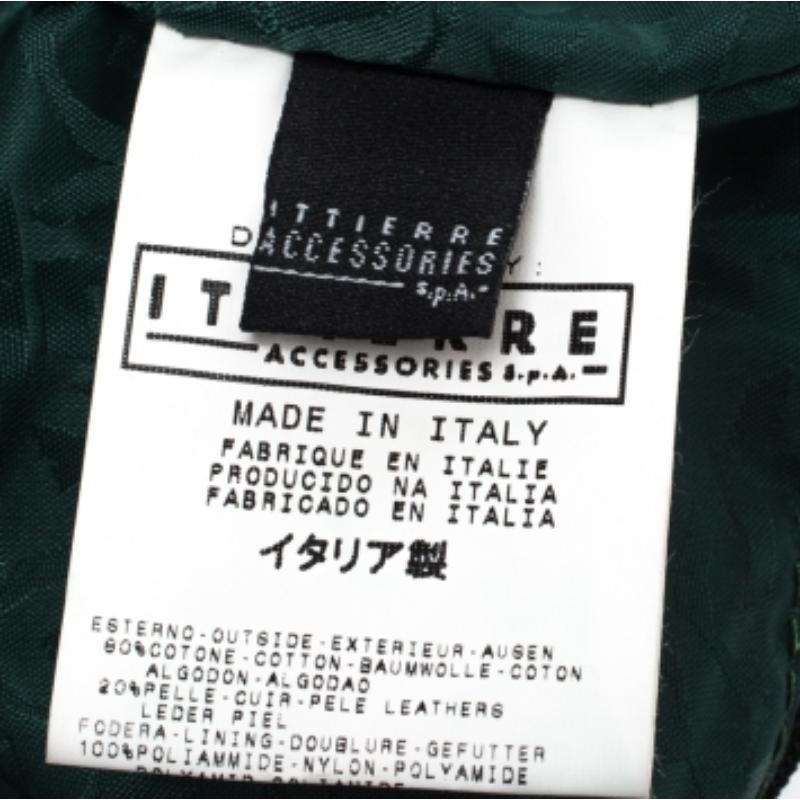 ITTIERRE
ACCESSORIES
S.p.A.
ACCESSORIES S.p.A.
MADE IN ITALY
FABRIQUE EN ITALIE
PRODUCIDO NA ITALIA
FABRICADO EN ITALIA
イタリア製
ESTERNO-OUTSIDE-EXTERIEUR-AUSEN
80%COTONE-COTTON-BAUMWOLLE-COTON
ALGODON-ALGODAO
20%PELLE-CUIR-PELE LEATHERS
LEDER PIEL
FODERA-LINING-DOUBLURE-GEFUTTER
100%POLIAMMIDE-NYLON-POLYAMIDE